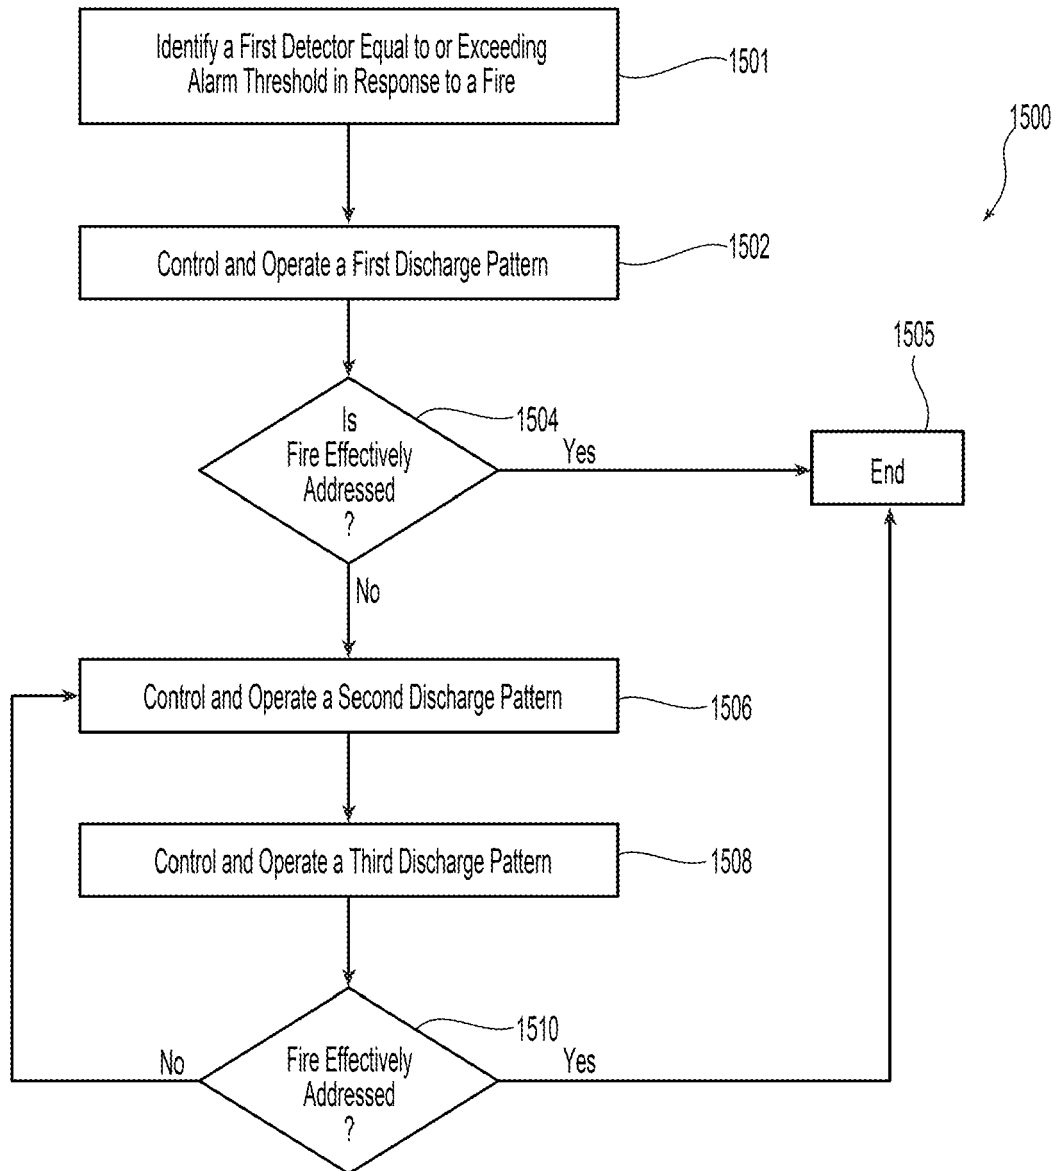 Identify a First Detector Equal to or Exceeding
Alarm Threshold in Response to a Fire
1501
1500
Control and Operate a First Discharge Pattern
1502
1505
Is
Fire Effectively
Addressed
?
1504
Yes
End
No
Control and Operate a Second Discharge Pattern
1506
Control and Operate a Third Discharge Pattern
1508
1510
No
Fire Effectively
Addressed
?
Yes